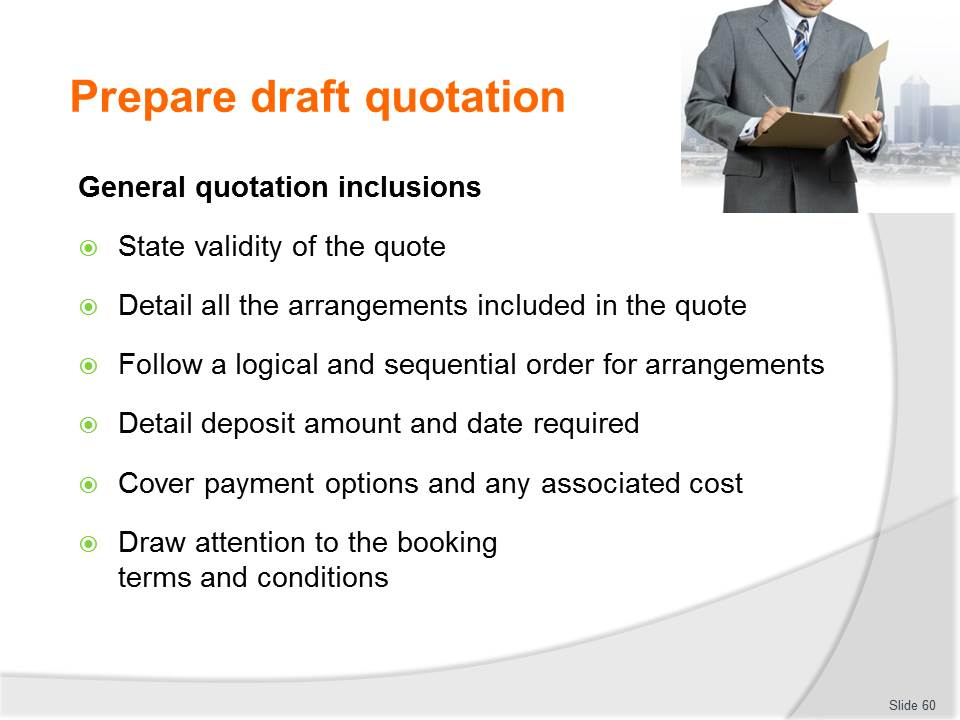 Prepare draft quotation
General quotation inclusions
State validity of the quote
Detail all the arrangements included in the quote
Follow a logical and sequential order for arrangements
Detail deposit amount and date required
Cover payment options and any associated cost
Draw attention to the booking
terms and conditions
Slide 60